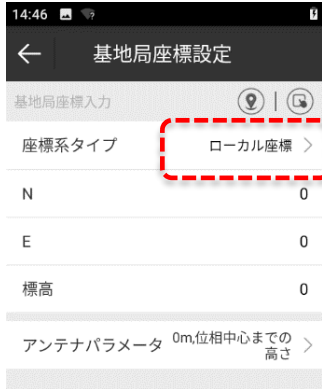 14:46
基地局座標設定
基地局座標入力
座標系タイプ ローカル座標
N 0
E 0
標高 0
アンテナパラメータ 0m,位相中心までの
高さ